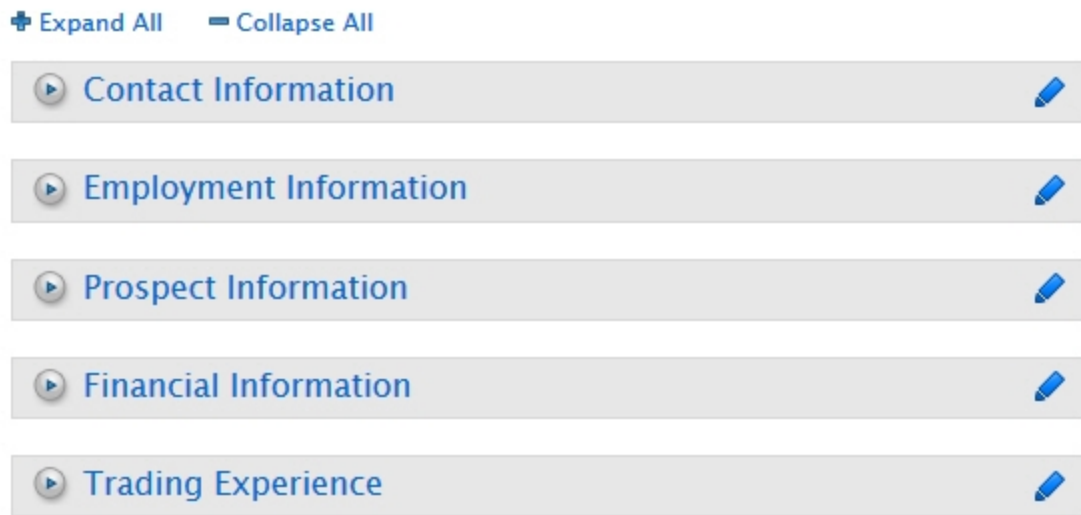 Expand All Collapse All
Contact Information
Employment Information
Prospect Information
Financial Information
Trading Experience